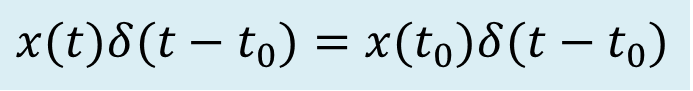 x(t)δ(t − t₀) = x(t₀)δ(t − t₀)